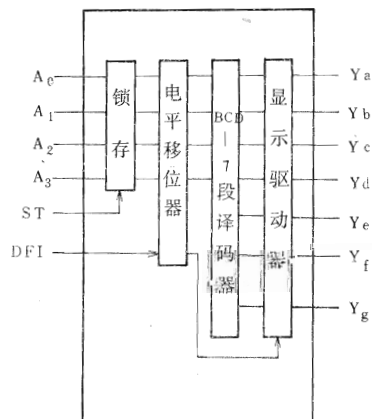 A₀
A₁
A₂
A₃
ST
DFI
锁存
电平移位器
BCD—7段译码器
显示驱动器
Ya
Yb
Yc
Yd
Ye
Yf
Yg